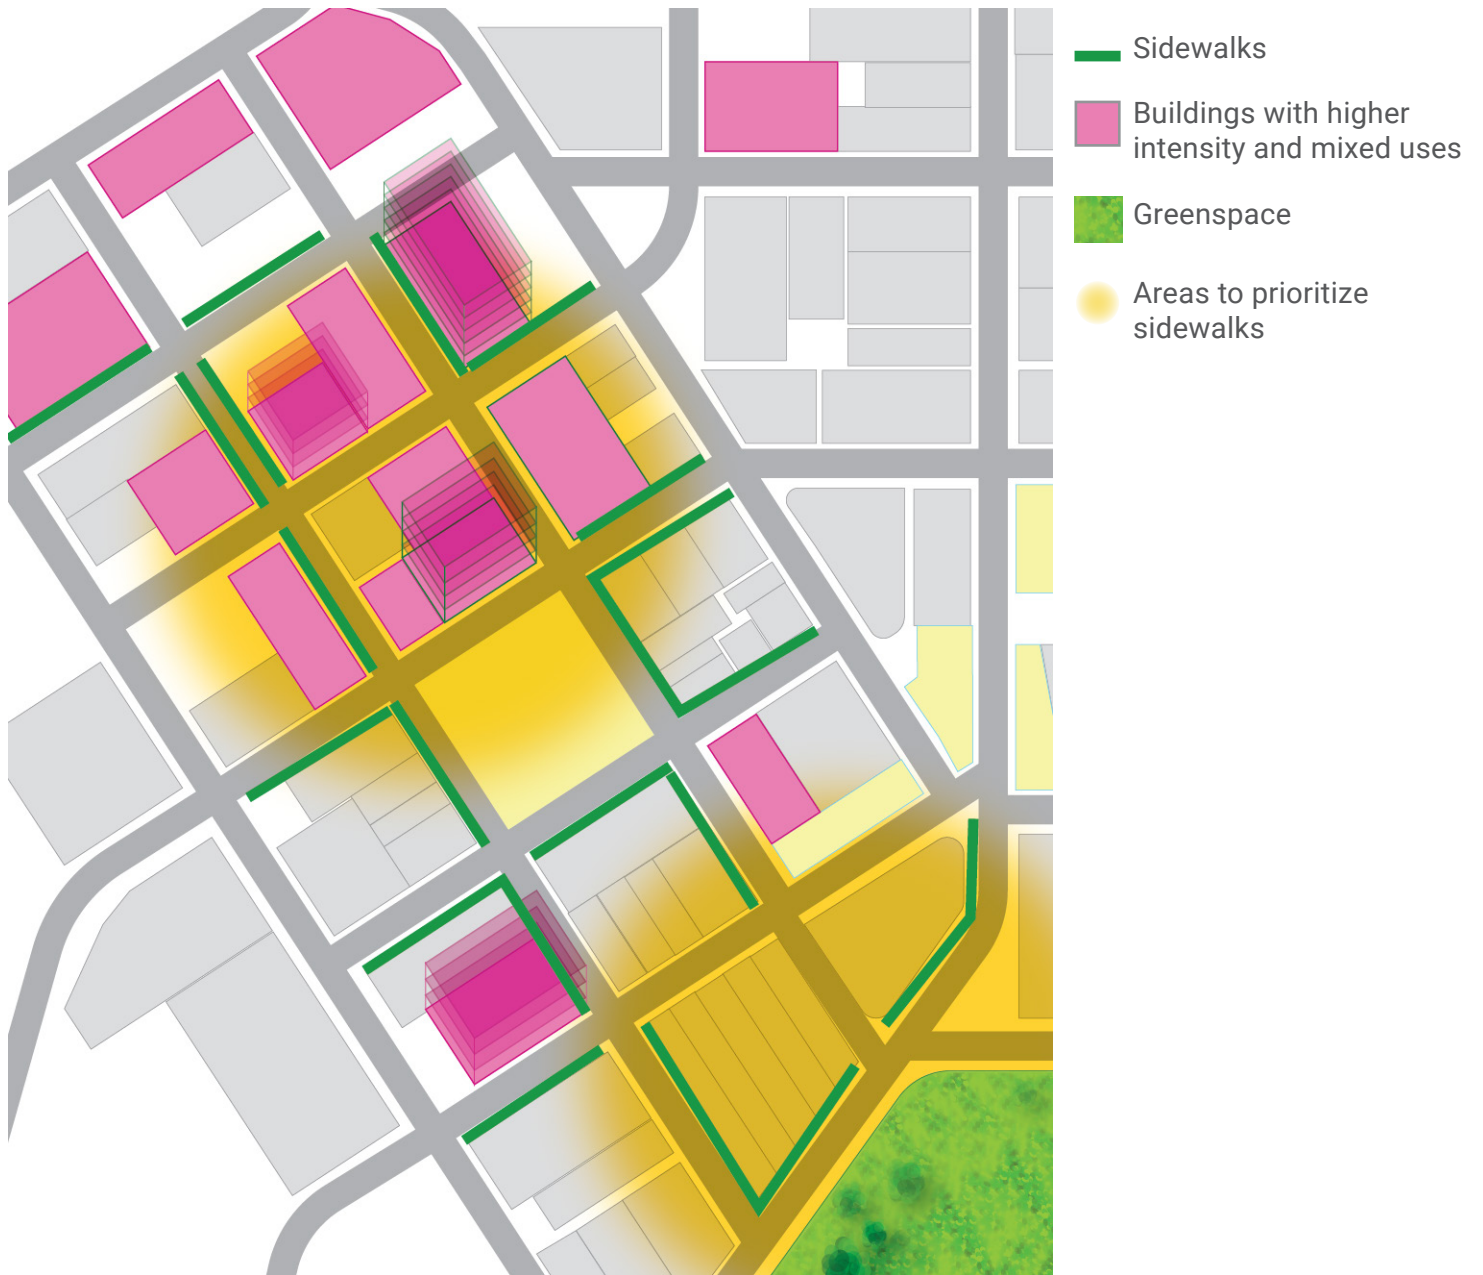 Sidewalks
Buildings with higher
intensity and mixed uses
Greenspace
Areas to prioritize
sidewalks